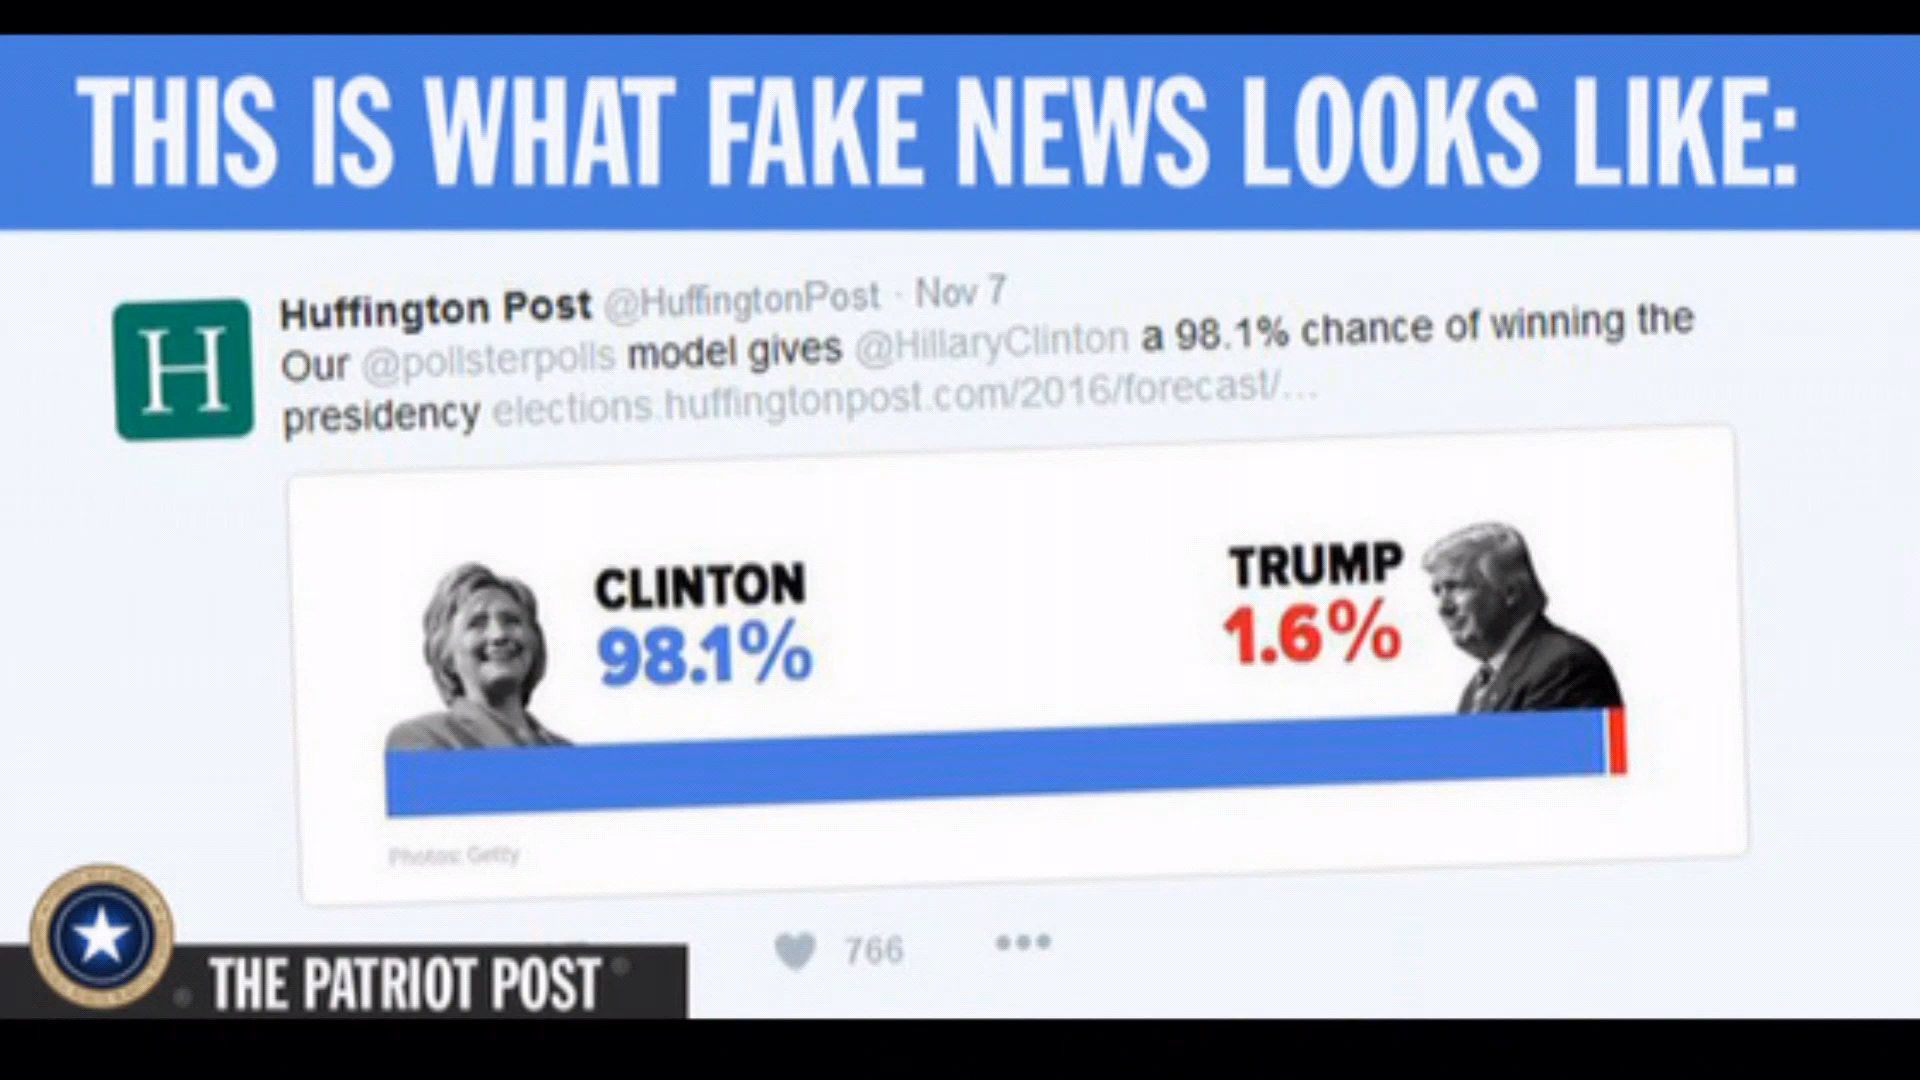 THIS IS WHAT FAKE NEWS LOOKS LIKE:
Huffington Post @HuffingtonPost · Nov 7
Our @pollsterpolls model gives @HillaryClinton a 98.1% chance of winning the
presidency elections.huffingtonpost.com/2016/forecast/...
CLINTON
98.1%
TRUMP
1.6%
Photos: Getty
766
THE PATRIOT POST